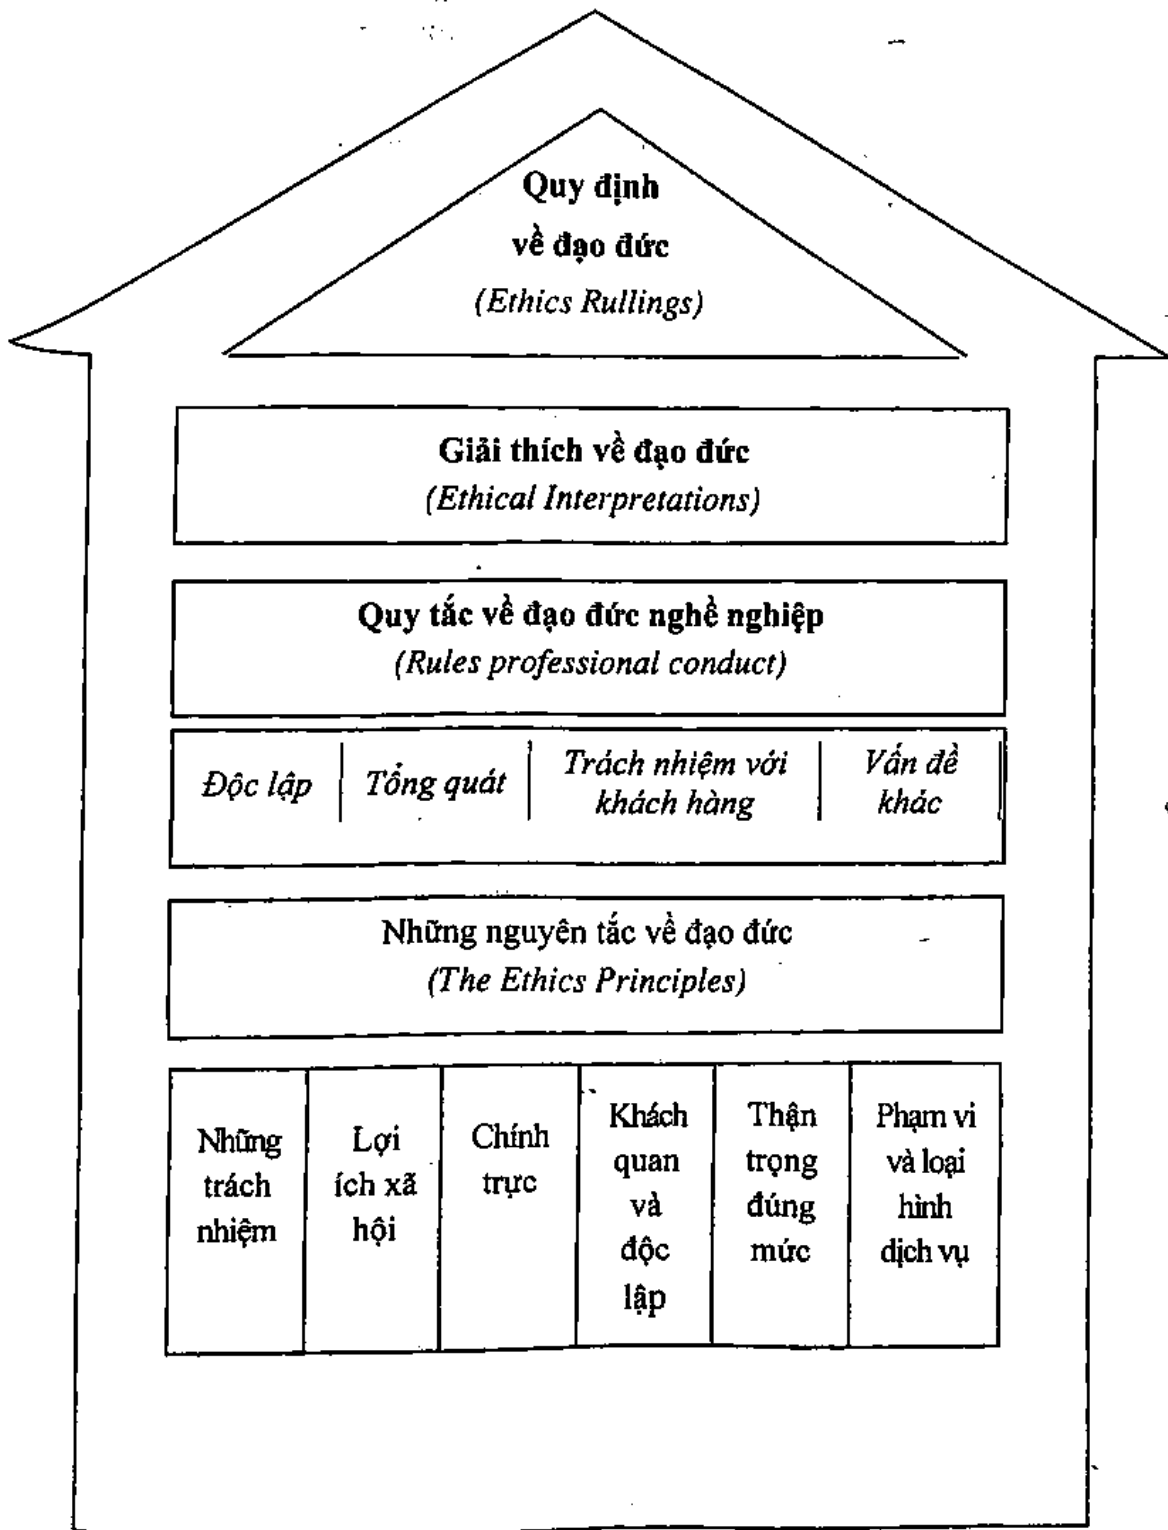 Quy định
về đạo đức
(Ethics Rullings)
Giải thích về đạo đức
(Ethical Interpretations)
Quy tắc về đạo đức nghề nghiệp
(Rules professional conduct)
Độc lập
Tổng quát
Trách nhiệm với
khách hàng
Vấn đề
khác
Những nguyên tắc về đạo đức
(The Ethics Principles)
Những
trách
nhiệm
Lợi
ích xã
hội
Chính
trực
Khách
quan
và
độc
lập
Thận
trọng
đúng
mức
Phạm vi
và loại
hình
dịch vụ